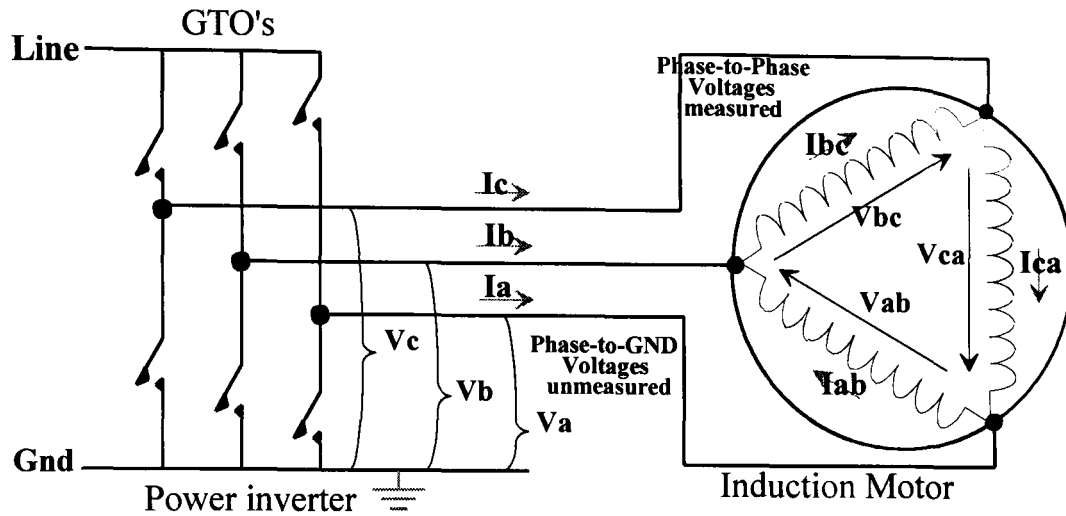 GTO's
Line
Phase-to-Phase
Voltages
measured
Ibc
Ic
Vbc
Ib
Vca
Ica
Ia
Vab
Vc
Phase-to-GND
Voltages
unmeasured
Iab
Vb
Va
Gnd
Power inverter
Induction Motor